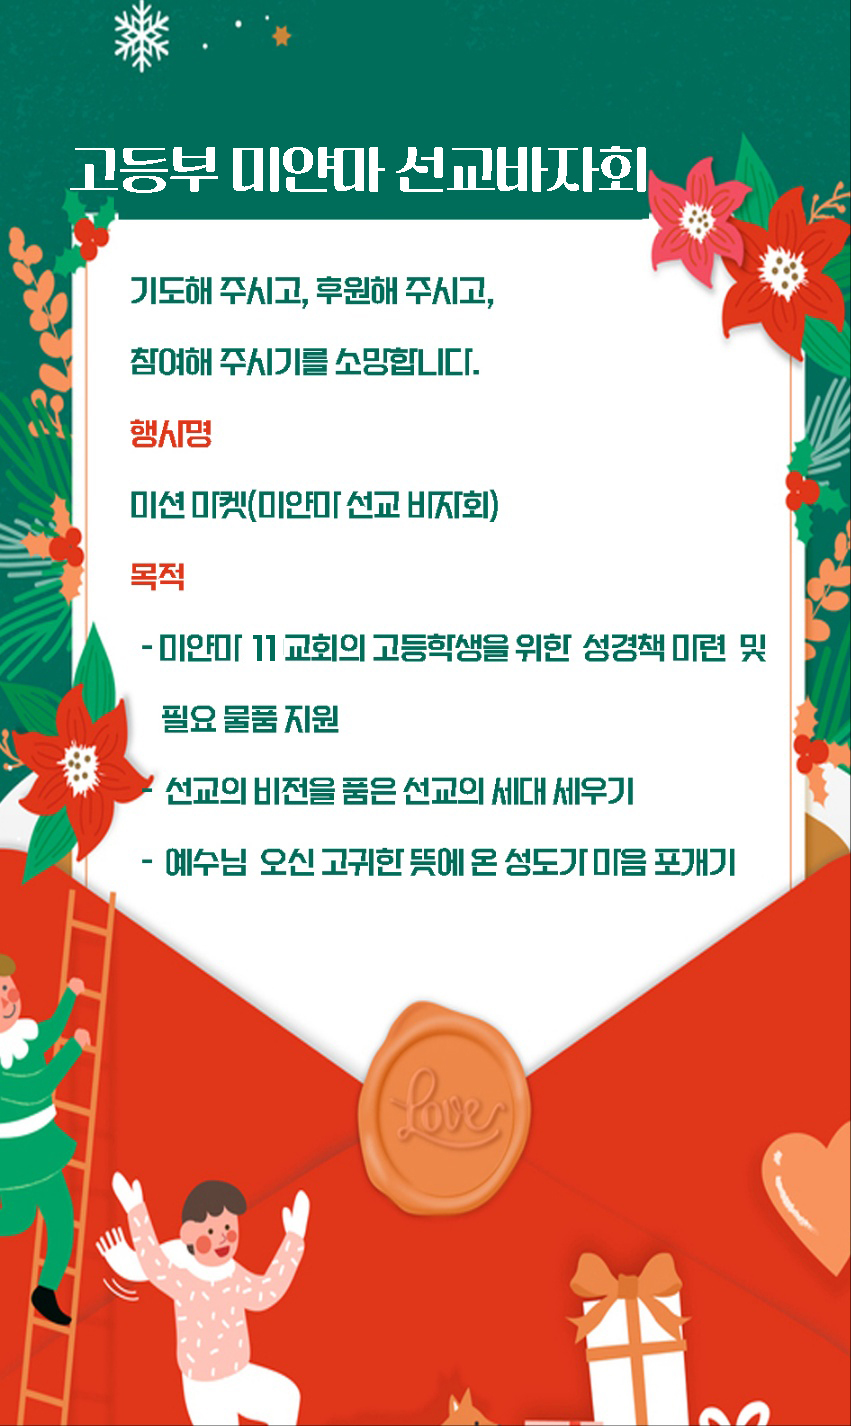 고등부 미얀마 선교바자회
기도해 주시고, 후원해 주시고,
참여해 주시기를 소망합니다.
행사명
미션 마켓(미얀마 선교 바자회)
목적
- 미얀마 11 교회의 고등학생을 위한 성경책 마련 및
필요 물품 지원
- 선교의 비전을 품은 선교의 세대 세우기
- 예수님 오신 고귀한 뜻에 온 성도가 마음 포개기
Love